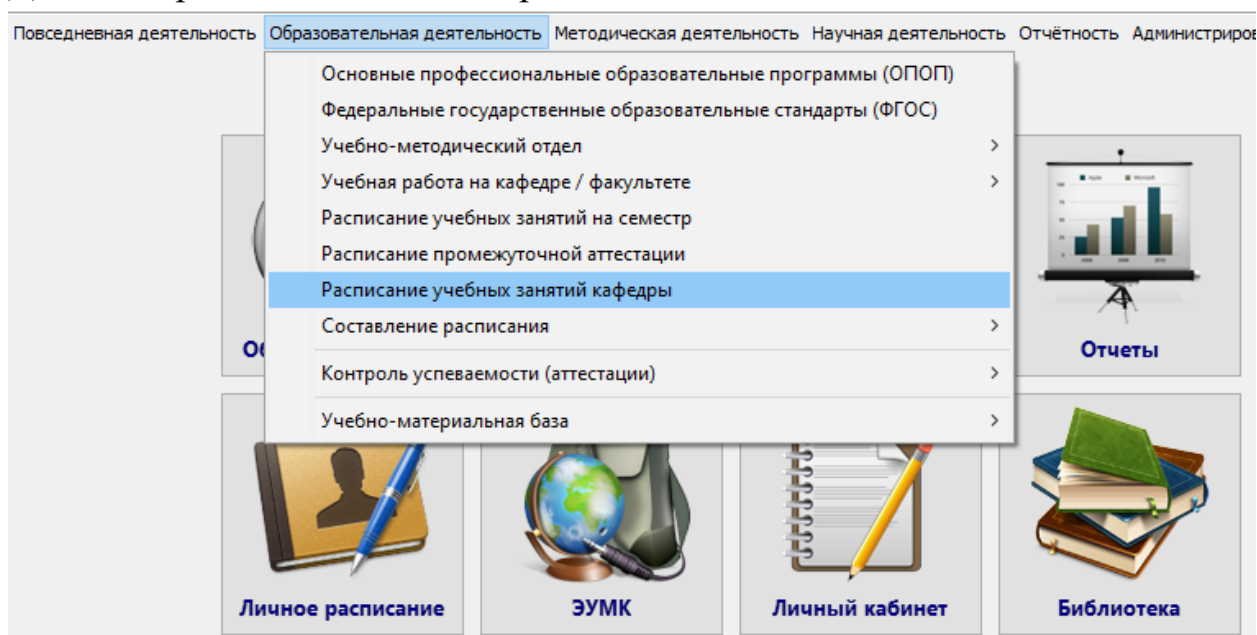 Повседневная деятельность Образовательная деятельность Методическая деятельность Научная деятельность Отчётность
Основные профессиональные образовательные программы (ОПОП)
Федеральные государственные образовательные стандарты (ФГОС)
Учебно-методический отдел
Учебная работа на кафедре / факультете
Расписание учебных занятий на семестр
Расписание промежуточной аттестации
Расписание учебных занятий кафедры
Составление расписания
Контроль успеваемости (аттестации)
Учебно-материальная база
Отчеты
Личное расписание ЭУМК Личный кабинет Библиотека